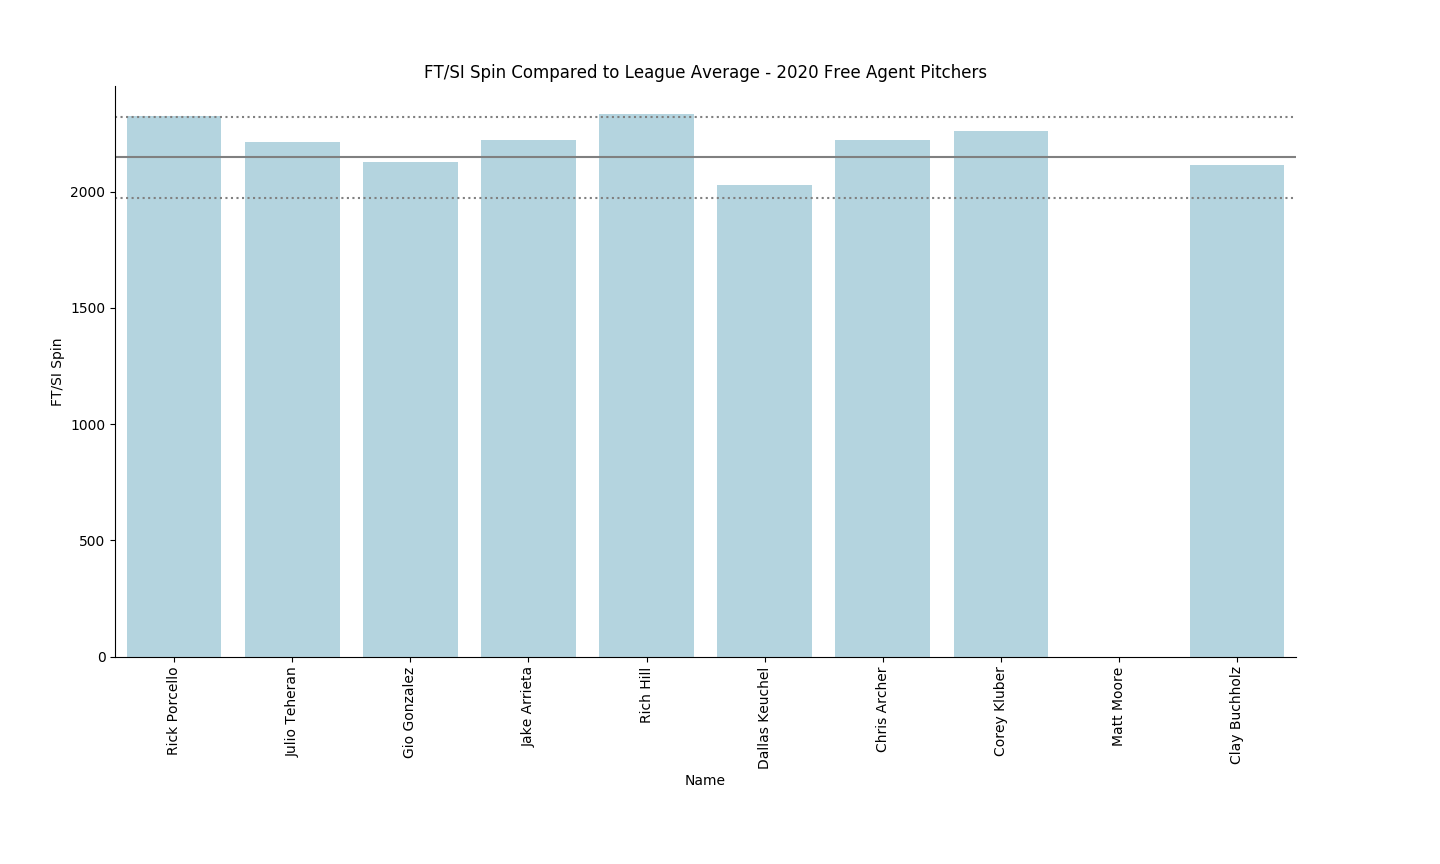 FT/SI Spin Compared to League Average - 2020 Free Agent Pitchers
2000
1500
1000
500
0
FT/SI Spin
Rick Porcello
Julio Teheran
Gio Gonzalez
Jake Arrieta
Rich Hill
Dallas Keuchel
Chris Archer
Corey Kluber
Matt Moore
Clay Buchholz
Name